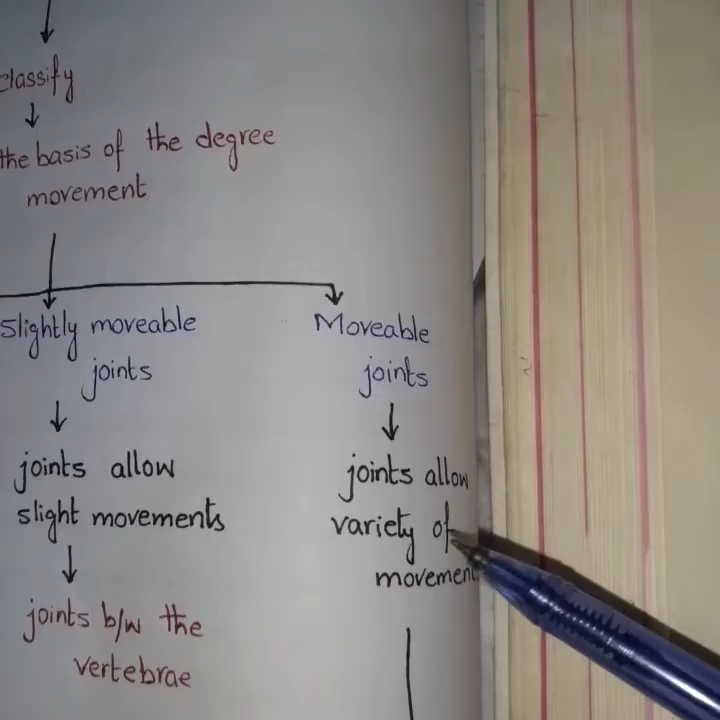 classify
the basis of the degree
movement
Slightly moveable
joints
Moveable
joints
joints allow
slight movements
joints allow
variety of
movement
joints b/w the
vertebrae